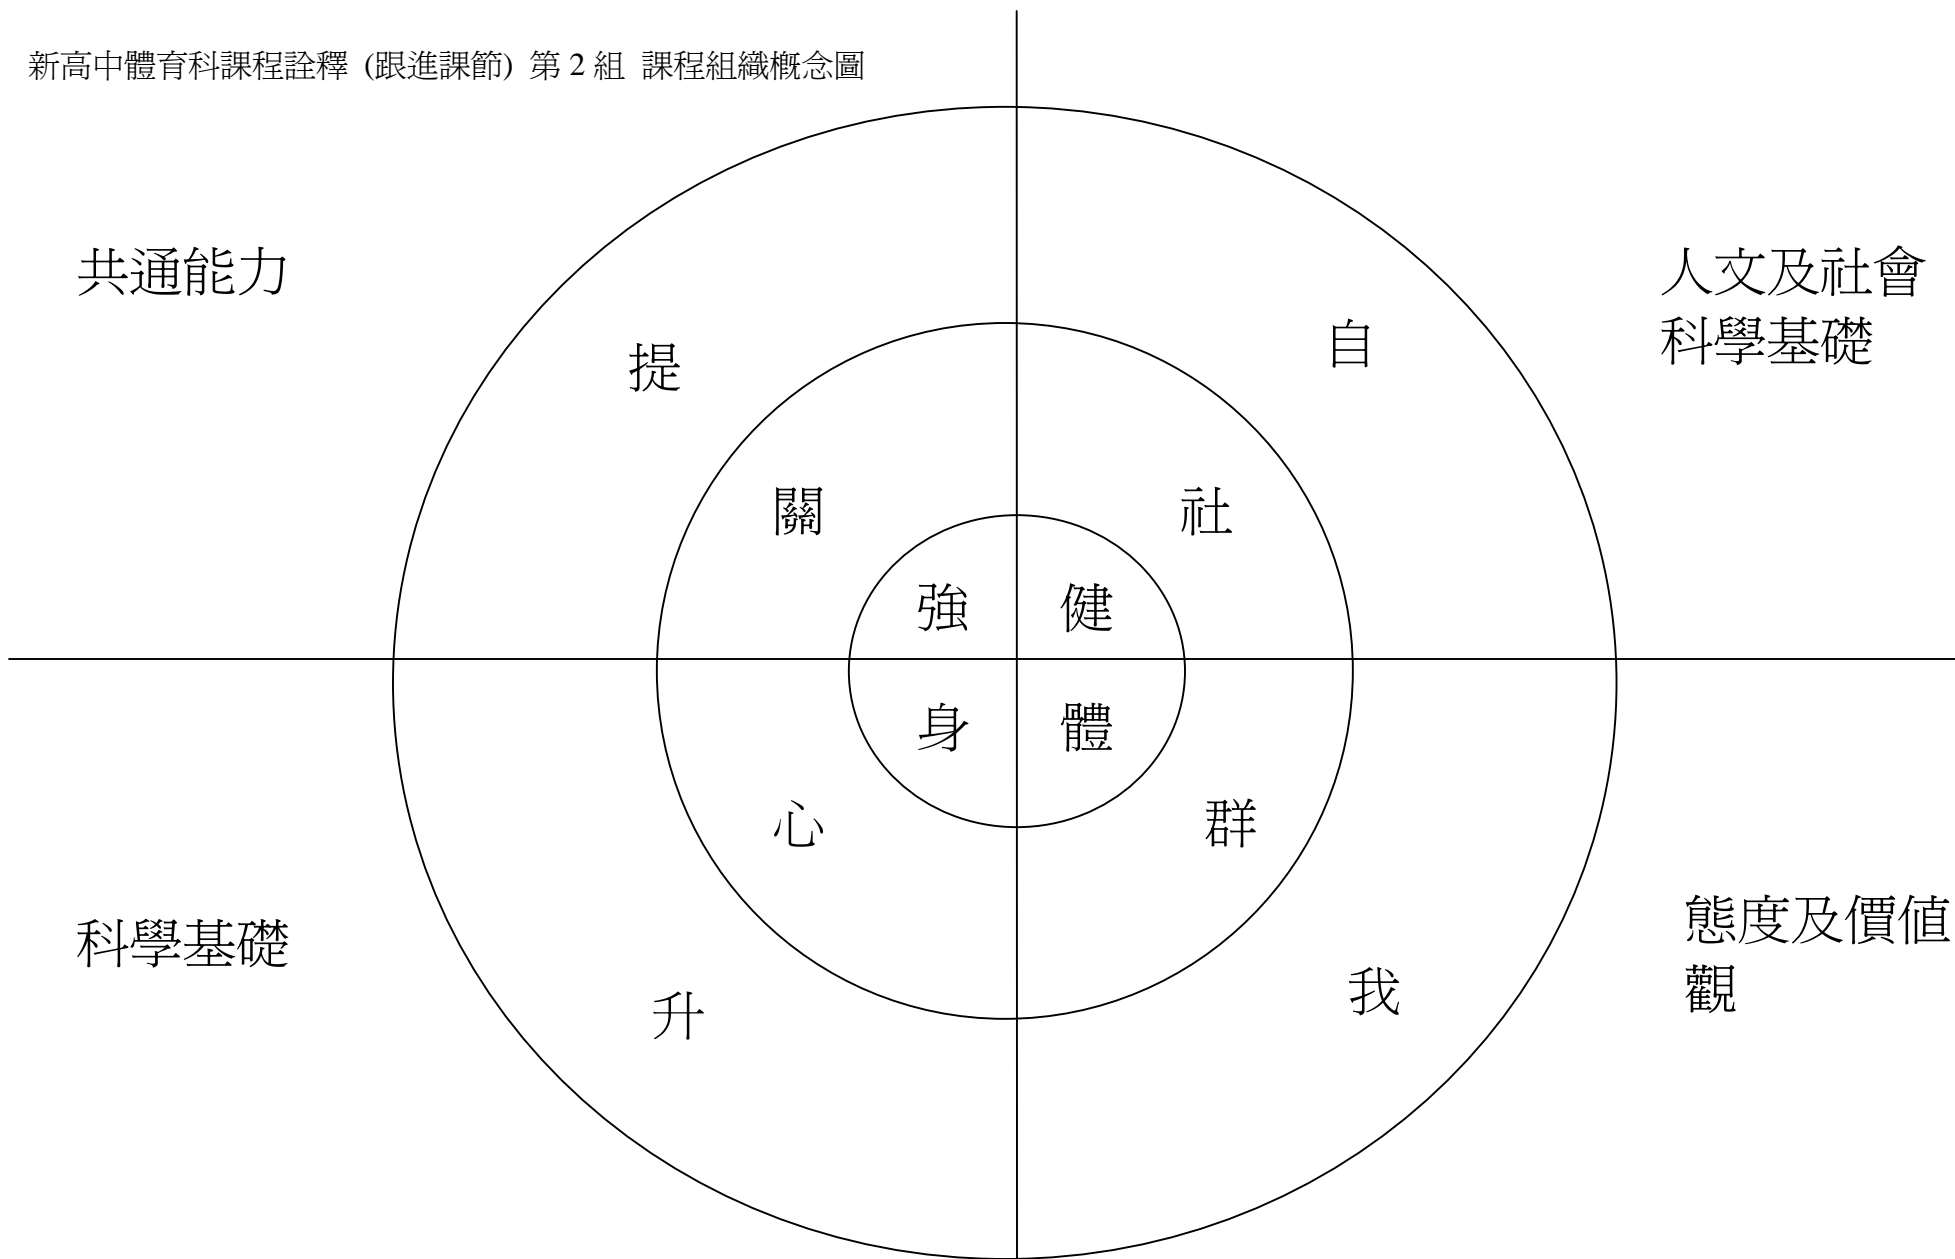 新高中體育科課程詮釋 (跟進課節) 第 2 組 課程組織概念圖
共通能力
人文及社會
科學基礎
提
自
關
社
強
健
身
體
心
群
升
我
科學基礎
態度及價值
觀